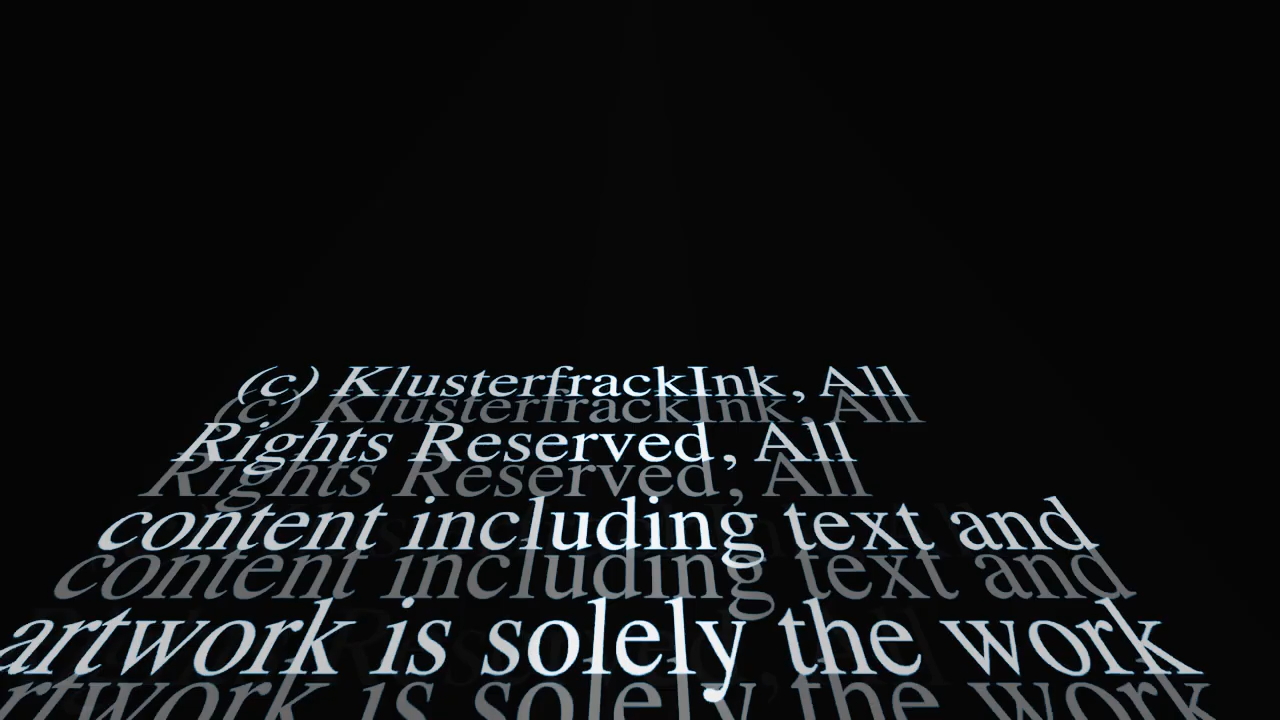 (c) KlusterfrackInk, All
Rights Reserved, All
content including text and
artwork is solely the work